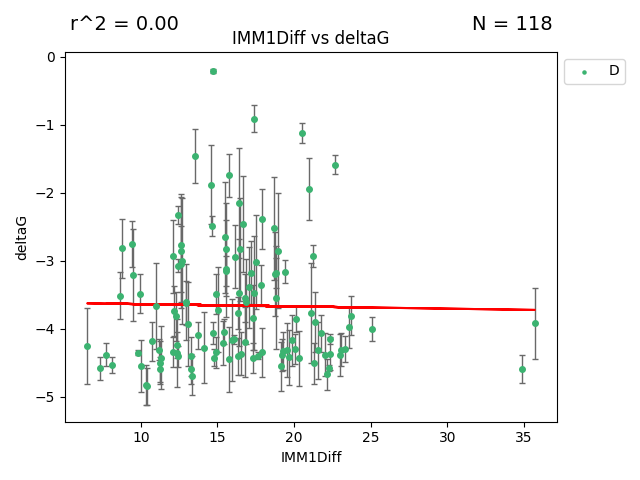 r^2 = 0.00
N = 118
IMM1Diff vs deltaG
D
0
−1
−2
−3
−4
−5
deltaG
10
15
20
25
30
35
IMM1Diff